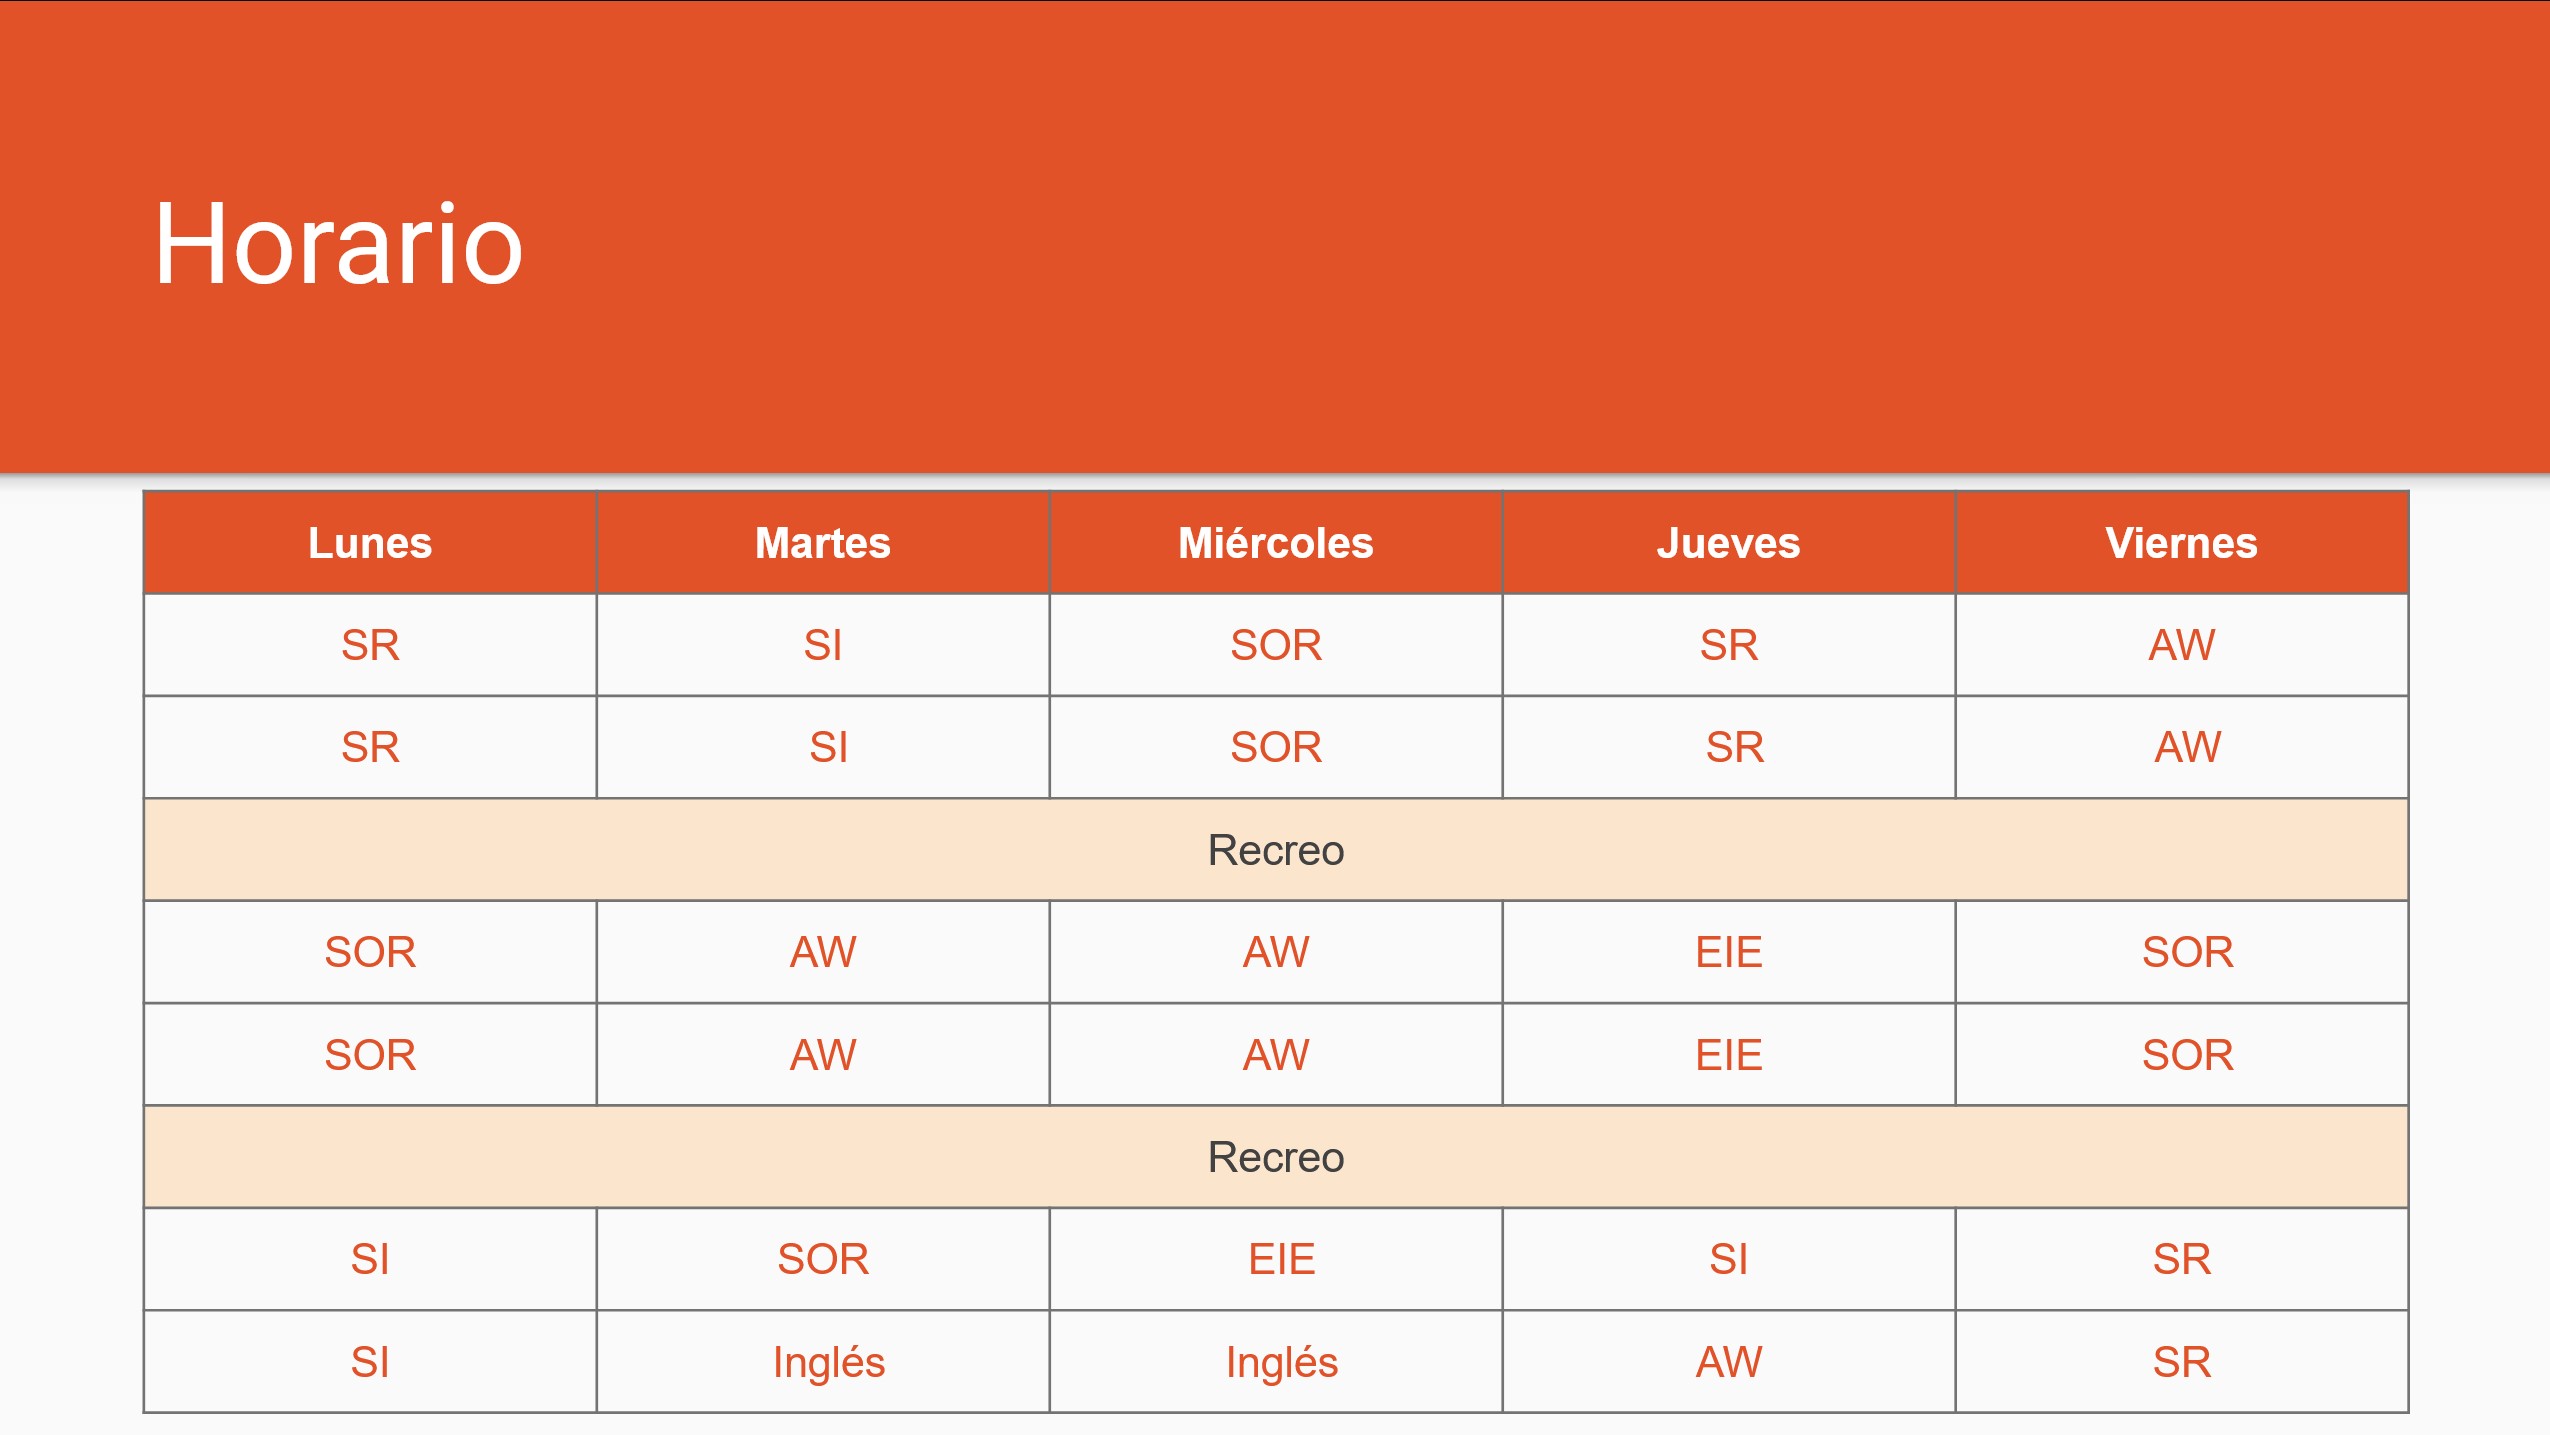 Horario
Lunes Martes Miércoles Jueves Viernes
SR SI SOR SR AW
SR SI SOR SR AW
Recreo
SOR AW AW EIE SOR
SOR AW AW EIE SOR
Recreo
SI SOR EIE SI SR
SI Inglés Inglés AW SR